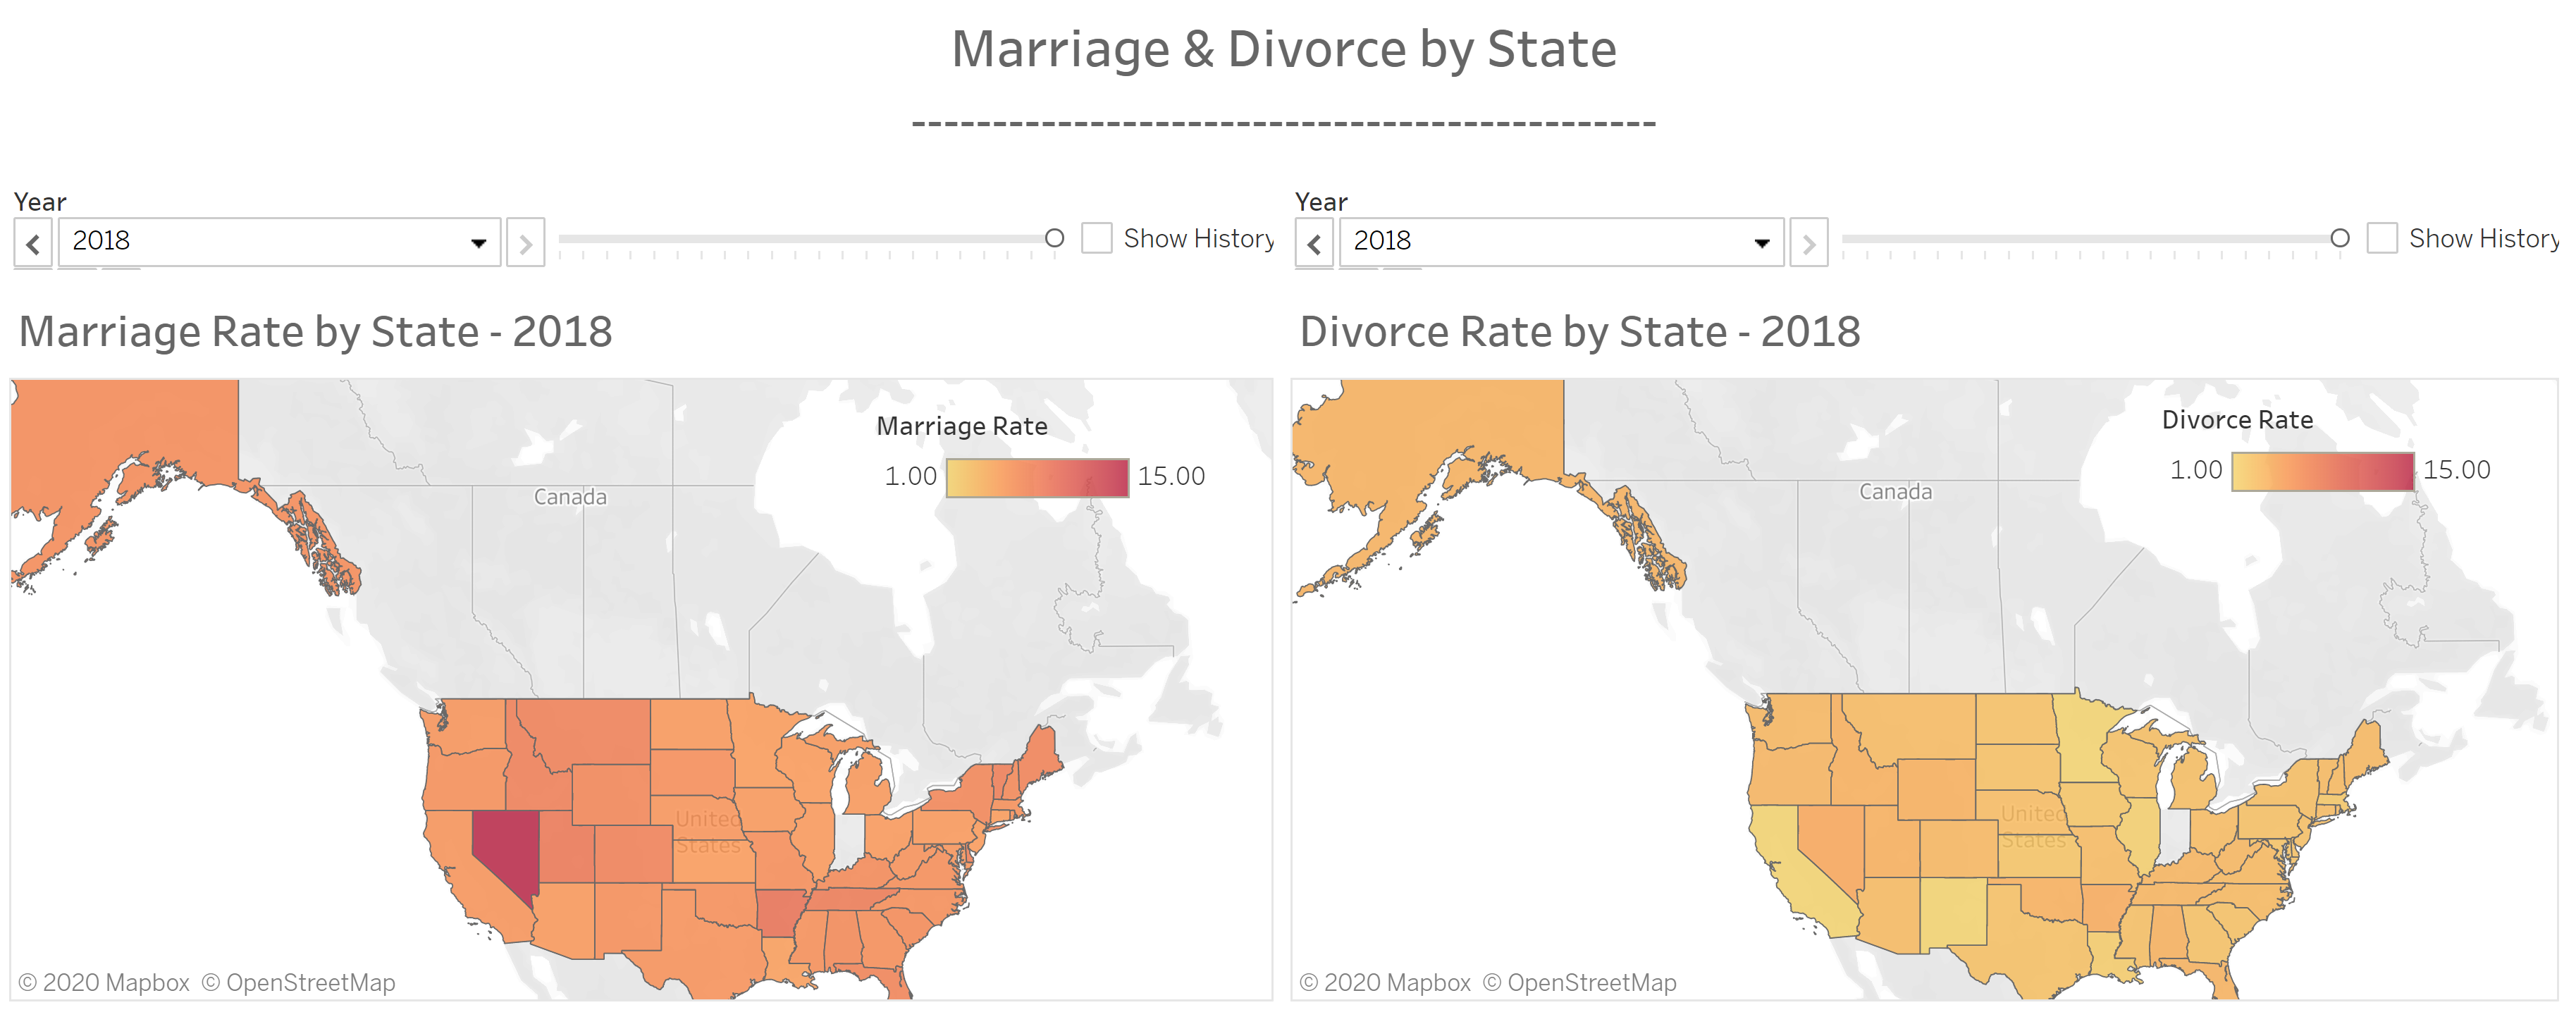 Marriage & Divorce by State
----------------------------------------------
Year
2018
Show History
Year
2018
Show History
Marriage Rate by State - 2018
Divorce Rate by State - 2018
Marriage Rate
1.00
15.00
Canada
United
States
© 2020 Mapbox © OpenStreetMap
Divorce Rate
1.00
15.00
Canada
United
States
© 2020 Mapbox © OpenStreetMap